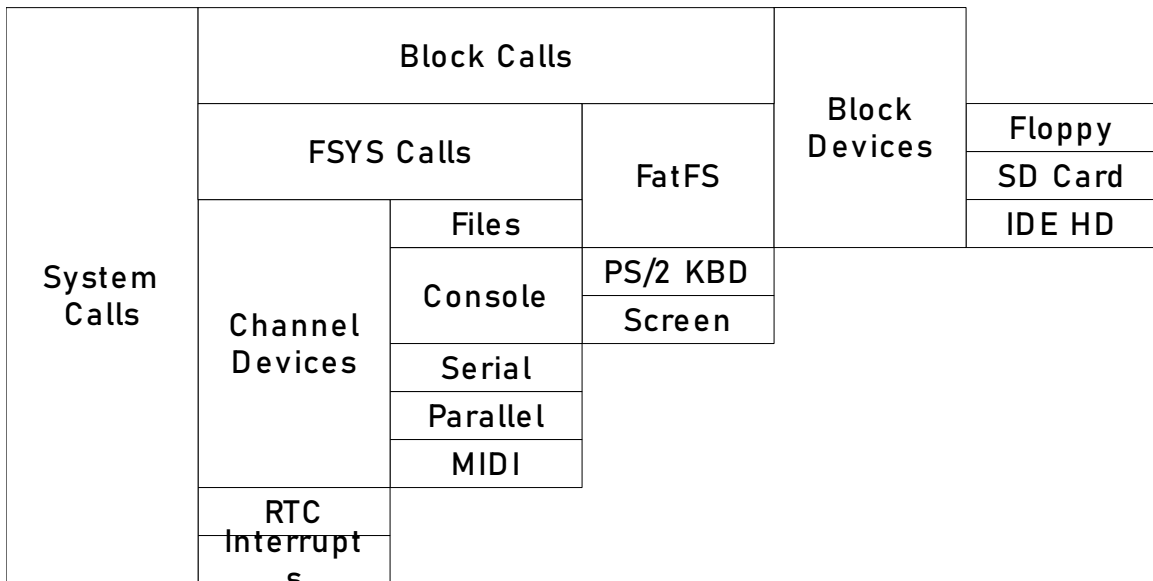 Block Calls
Block
Devices
Floppy
FSYS Calls
FatFS
SD Card
Files
IDE HD
System
Calls
Channel
Devices
Console
PS/2 KBD
Screen
Serial
Parallel
MIDI
RTC
Interrupt
s